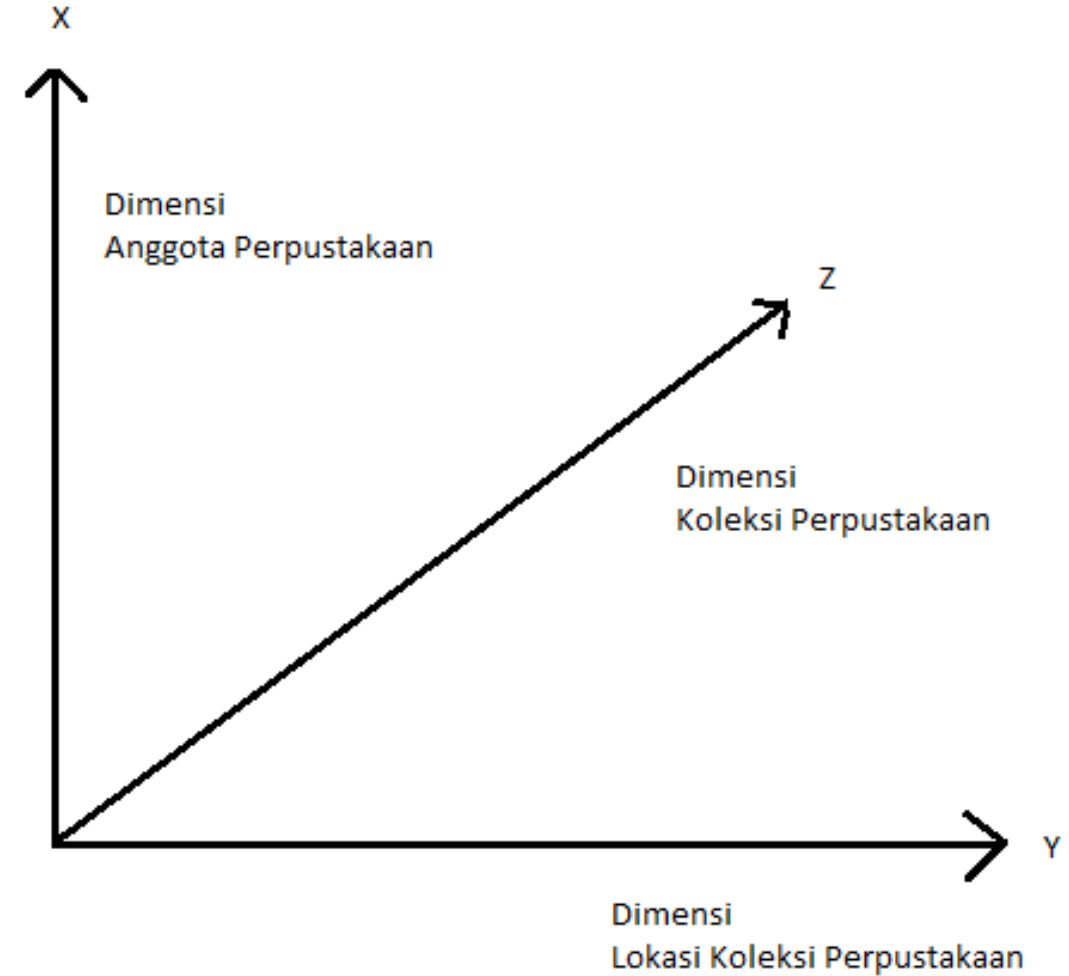 X
Dimensi
Anggota Perpustakaan
Z
Dimensi
Koleksi Perpustakaan
Y
Dimensi
Lokasi Koleksi Perpustakaan